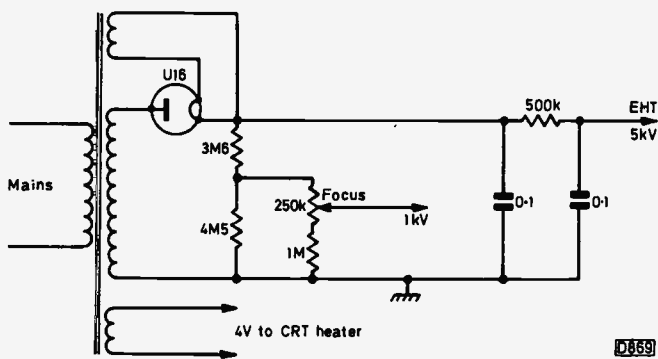 U16
500k
EHT
5kV
3M6
Mains
Focus
250k
1kV
0·1
0·1
4M5
1M
4V to CRT heater
D869